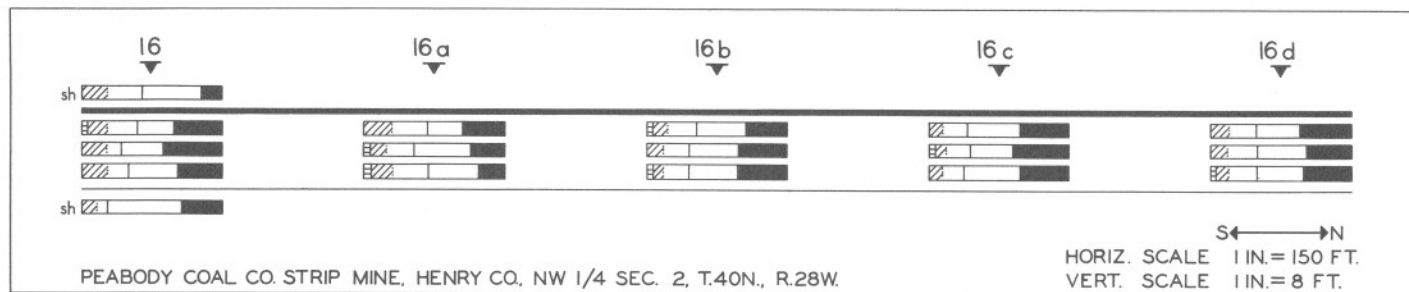 16 16a 16b 16c 16d
sh
sh
S N
HORIZ. SCALE 1 IN.= 150 FT.
PEABODY COAL CO. STRIP MINE, HENRY CO., NW 1/4 SEC. 2, T.40N., R.28W.
VERT. SCALE 1 IN.= 8 FT.